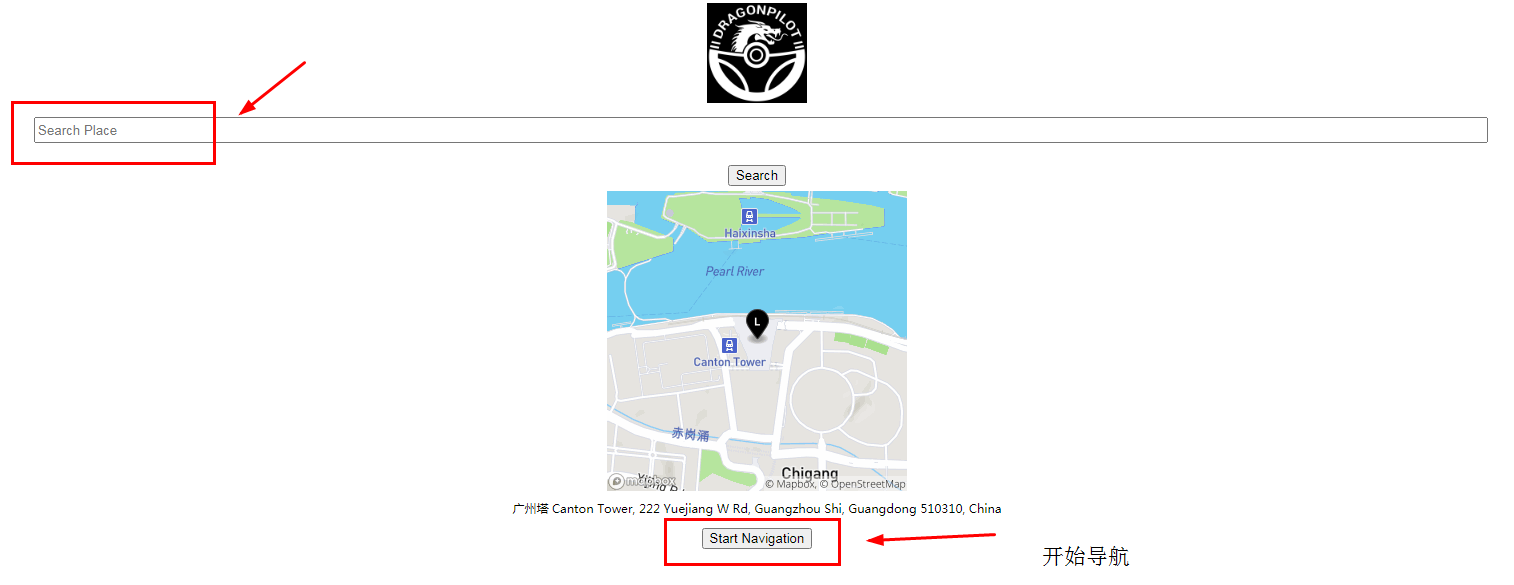 DRAGONPILOT
Search Place
Search
Haixinsha
Pearl River
L
Canton Tower
赤岗涌
Chigang
mapbox
© Mapbox, © OpenStreetMap
广州塔 Canton Tower, 222 Yuejiang W Rd, Guangzhou Shi, Guangdong 510310, China
Start Navigation
开始导航